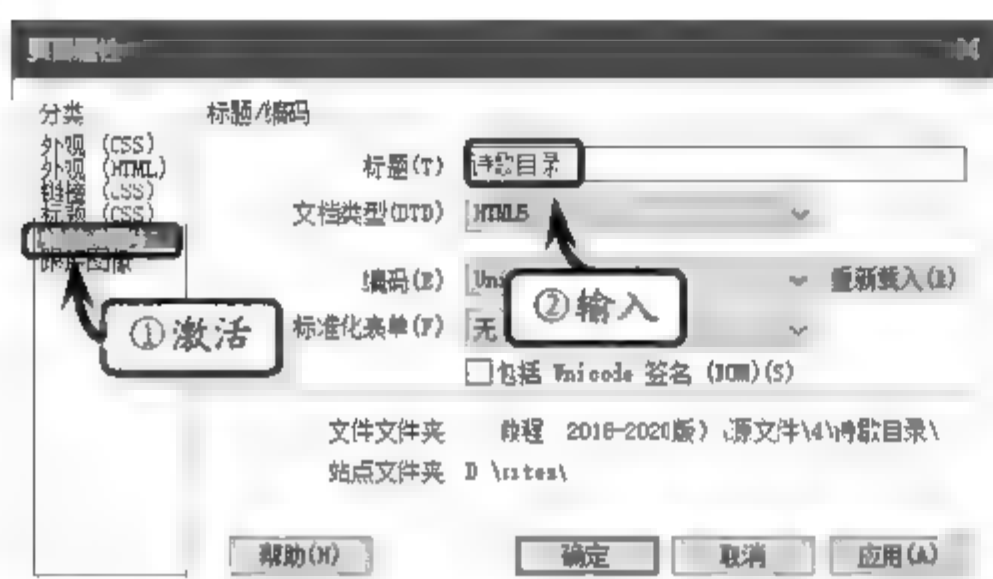 分类
外观 (CSS)
外观 (HTML)
链接 (CSS)
标题 (CSS)
跟踪图像
①激活
标题/编码
标题(T) 诗歌目录
文档类型(DTD) HTML5
编码(E) 重新载入(R)
②输入
标准化表单(F) 无
包括 Unicode 签名 (BOM)(S)
文件文件夹 教程 2018-2020版) 源文件\4\诗歌目录\
站点文件夹 D \sites\
帮助(H) 确定 取消 应用(A)